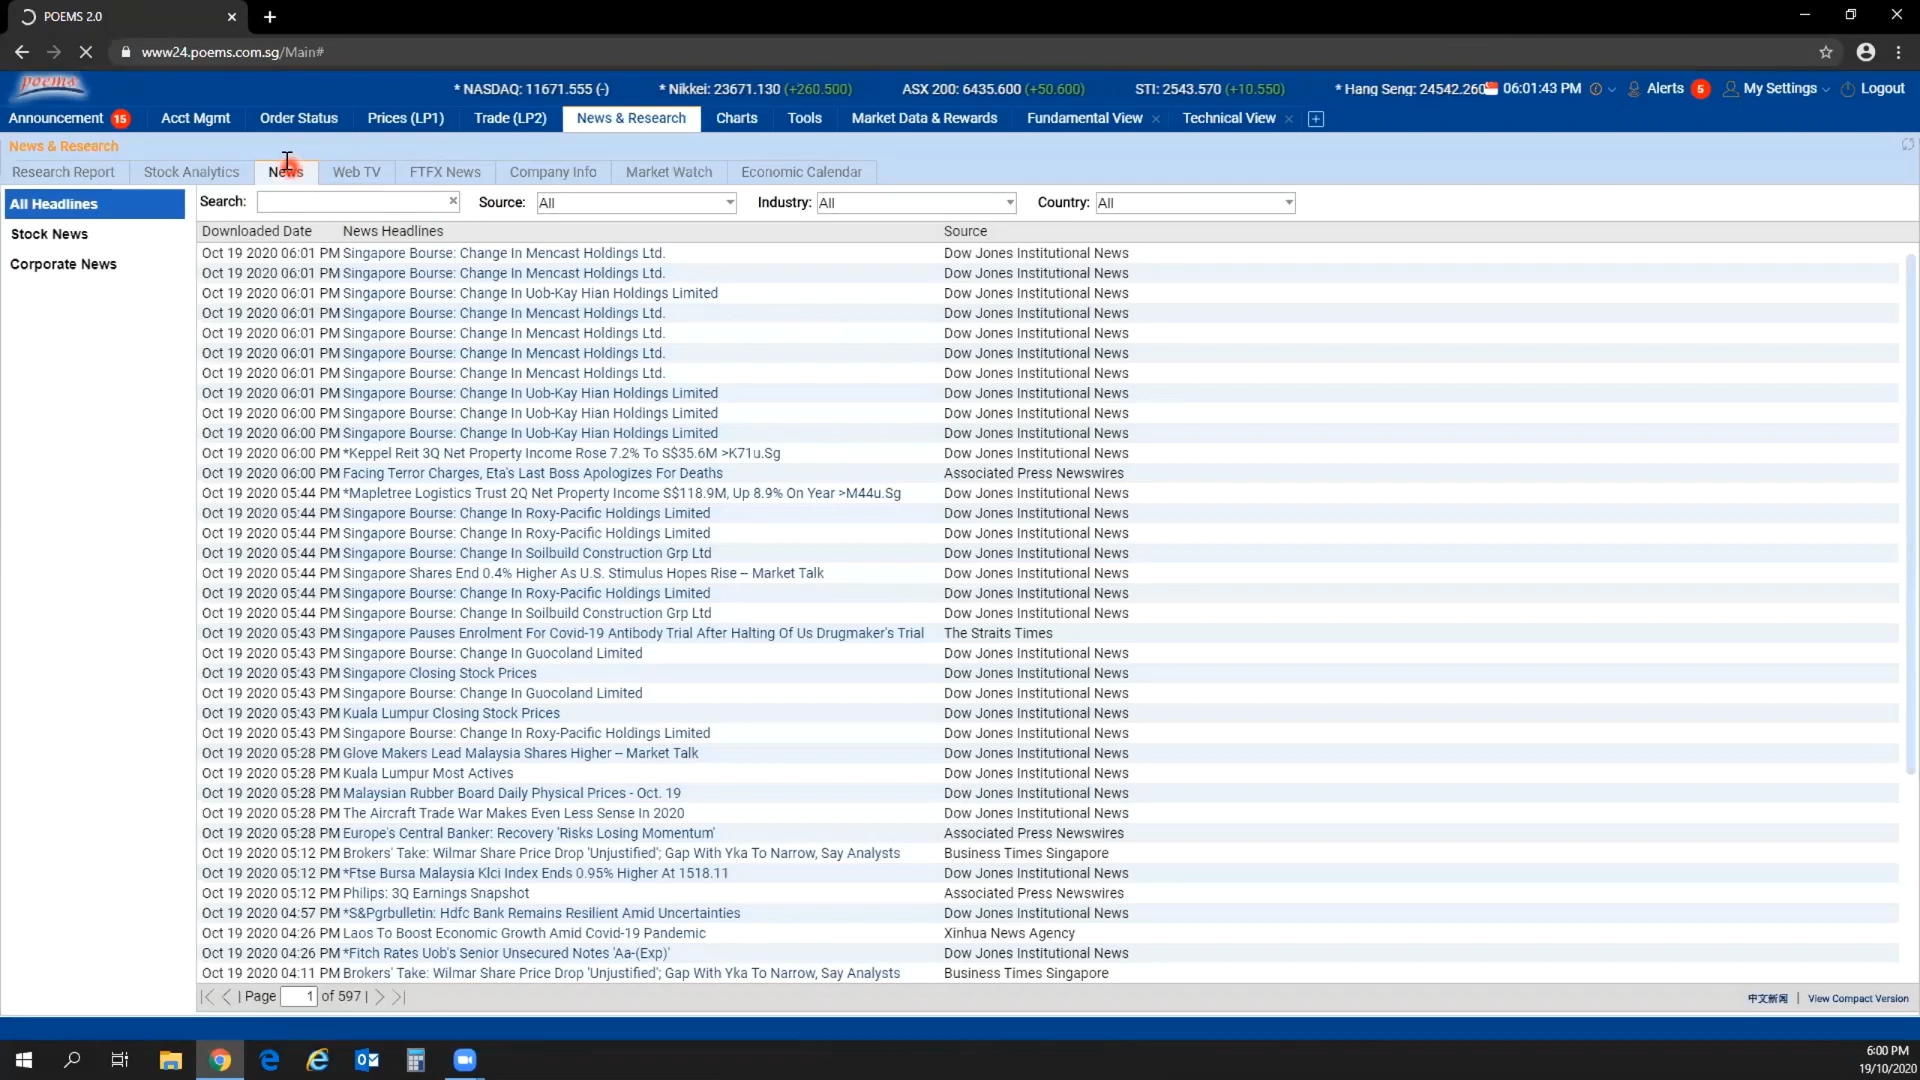 POEMS 2.0
www24.poems.com.sg/Main#
poems
* NASDAQ: 11671.555 (-) * Nikkei: 23671.130 (+260.500) ASX 200: 6435.600 (+50.600) STI: 2543.570 (+10.550) * Hang Seng: 24542.260 06:01:43 PM Alerts 5 My Settings Logout
Announcement 15 Acct Mgmt Order Status Prices (LP1) Trade (LP2) News & Research Charts Tools Market Data & Rewards Fundamental View Technical View
News & Research
Research Report Stock Analytics News Web TV FTFX News Company Info Market Watch Economic Calendar
All Headlines
Stock News
Corporate News
Search: Source: All Industry: All Country: All
Downloaded Date News Headlines Source
Oct 19 2020 06:01 PM Singapore Bourse: Change In Mencast Holdings Ltd. Dow Jones Institutional News
Oct 19 2020 06:01 PM Singapore Bourse: Change In Mencast Holdings Ltd. Dow Jones Institutional News
Oct 19 2020 06:01 PM Singapore Bourse: Change In Uob-Kay Hian Holdings Limited Dow Jones Institutional News
Oct 19 2020 06:01 PM Singapore Bourse: Change In Mencast Holdings Ltd. Dow Jones Institutional News
Oct 19 2020 06:01 PM Singapore Bourse: Change In Mencast Holdings Ltd. Dow Jones Institutional News
Oct 19 2020 06:01 PM Singapore Bourse: Change In Mencast Holdings Ltd. Dow Jones Institutional News
Oct 19 2020 06:01 PM Singapore Bourse: Change In Mencast Holdings Ltd. Dow Jones Institutional News
Oct 19 2020 06:01 PM Singapore Bourse: Change In Uob-Kay Hian Holdings Limited Dow Jones Institutional News
Oct 19 2020 06:00 PM Singapore Bourse: Change In Uob-Kay Hian Holdings Limited Dow Jones Institutional News
Oct 19 2020 06:00 PM Singapore Bourse: Change In Uob-Kay Hian Holdings Limited Dow Jones Institutional News
Oct 19 2020 06:00 PM *Keppel Reit 3Q Net Property Income Rose 7.2% To S$35.6M >K71u.Sg Dow Jones Institutional News
Oct 19 2020 06:00 PM Facing Terror Charges, Eta's Last Boss Apologizes For Deaths Associated Press Newswires
Oct 19 2020 05:44 PM *Mapletree Logistics Trust 2Q Net Property Income S$118.9M, Up 8.9% On Year >M44u.Sg Dow Jones Institutional News
Oct 19 2020 05:44 PM Singapore Bourse: Change In Roxy-Pacific Holdings Limited Dow Jones Institutional News
Oct 19 2020 05:44 PM Singapore Bourse: Change In Roxy-Pacific Holdings Limited Dow Jones Institutional News
Oct 19 2020 05:44 PM Singapore Bourse: Change In Soilbuild Construction Grp Ltd Dow Jones Institutional News
Oct 19 2020 05:44 PM Singapore Shares End 0.4% Higher As U.S. Stimulus Hopes Rise -- Market Talk Dow Jones Institutional News
Oct 19 2020 05:44 PM Singapore Bourse: Change In Roxy-Pacific Holdings Limited Dow Jones Institutional News
Oct 19 2020 05:44 PM Singapore Bourse: Change In Soilbuild Construction Grp Ltd Dow Jones Institutional News
Oct 19 2020 05:43 PM Singapore Pauses Enrolment For Covid-19 Antibody Trial After Halting Of Us Drugmaker's Trial The Straits Times
Oct 19 2020 05:43 PM Singapore Bourse: Change In Guocoland Limited Dow Jones Institutional News
Oct 19 2020 05:43 PM Singapore Closing Stock Prices Dow Jones Institutional News
Oct 19 2020 05:43 PM Singapore Bourse: Change In Guocoland Limited Dow Jones Institutional News
Oct 19 2020 05:43 PM Kuala Lumpur Closing Stock Prices Dow Jones Institutional News
Oct 19 2020 05:43 PM Singapore Bourse: Change In Roxy-Pacific Holdings Limited Dow Jones Institutional News
Oct 19 2020 05:28 PM Glove Makers Lead Malaysia Shares Higher -- Market Talk Dow Jones Institutional News
Oct 19 2020 05:28 PM Kuala Lumpur Most Actives Dow Jones Institutional News
Oct 19 2020 05:28 PM Malaysian Rubber Board Daily Physical Prices - Oct. 19 Dow Jones Institutional News
Oct 19 2020 05:28 PM The Aircraft Trade War Makes Even Less Sense In 2020 Dow Jones Institutional News
Oct 19 2020 05:28 PM Europe's Central Banker: Recovery 'Risks Losing Momentum' Associated Press Newswires
Oct 19 2020 05:12 PM Brokers' Take: Wilmar Share Price Drop 'Unjustified'; Gap With Yka To Narrow, Say Analysts Business Times Singapore
Oct 19 2020 05:12 PM *Ftse Bursa Malaysia Klci Index Ends 0.95% Higher At 1518.11 Dow Jones Institutional News
Oct 19 2020 05:12 PM Philips: 3Q Earnings Snapshot Associated Press Newswires
Oct 19 2020 04:57 PM *S&Pgrbulletin: Hdfc Bank Remains Resilient Amid Uncertainties Dow Jones Institutional News
Oct 19 2020 04:26 PM Laos To Boost Economic Growth Amid Covid-19 Pandemic Xinhua News Agency
Oct 19 2020 04:26 PM *Fitch Rates Uob's Senior Unsecured Notes 'Aa-(Exp)' Dow Jones Institutional News
Oct 19 2020 04:11 PM Brokers' Take: Wilmar Share Price Drop 'Unjustified'; Gap With Yka To Narrow, Say Analysts Business Times Singapore
| Page 1 of 597 |
中文新闻 | View Compact Version
6:00 PM
19/10/2020